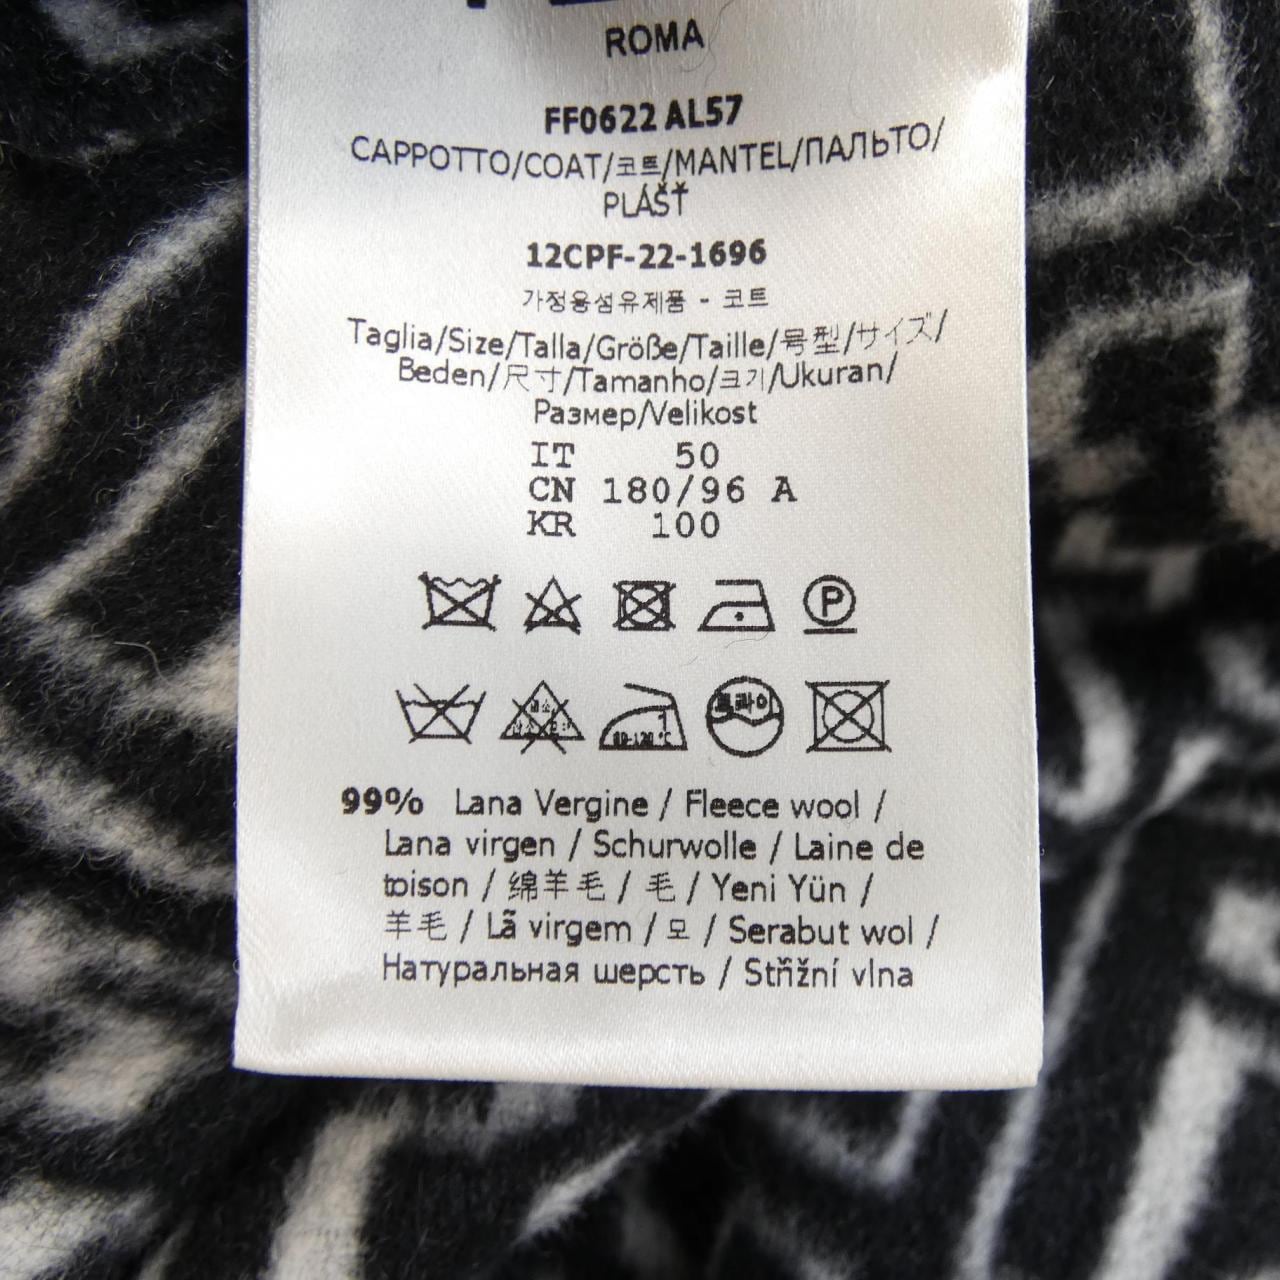 ROMA
FF0622 AL57
CAPPOTTO/COAT/코트/MANTEL/ПАЛЬТО/
PLÁŠŤ
12CPF-22-1696
가정용섬유제품 - 코트
Taglia/Size/Talla/Größe/Taille/号型/サイズ/
Beden/尺寸/Tamanho/크기/Ukuran/
Размер/Velikost
IT 50
CN 180/96 A
KR 100
P
드라이
99% Lana Vergine / Fleece wool /
Lana virgen / Schurwolle / Laine de
toison / 绵羊毛 / 毛 / Yeni Yün /
羊毛 / Lã virgem / 모 / Serabut wol /
Натуральная шерсть / Střižní vlna